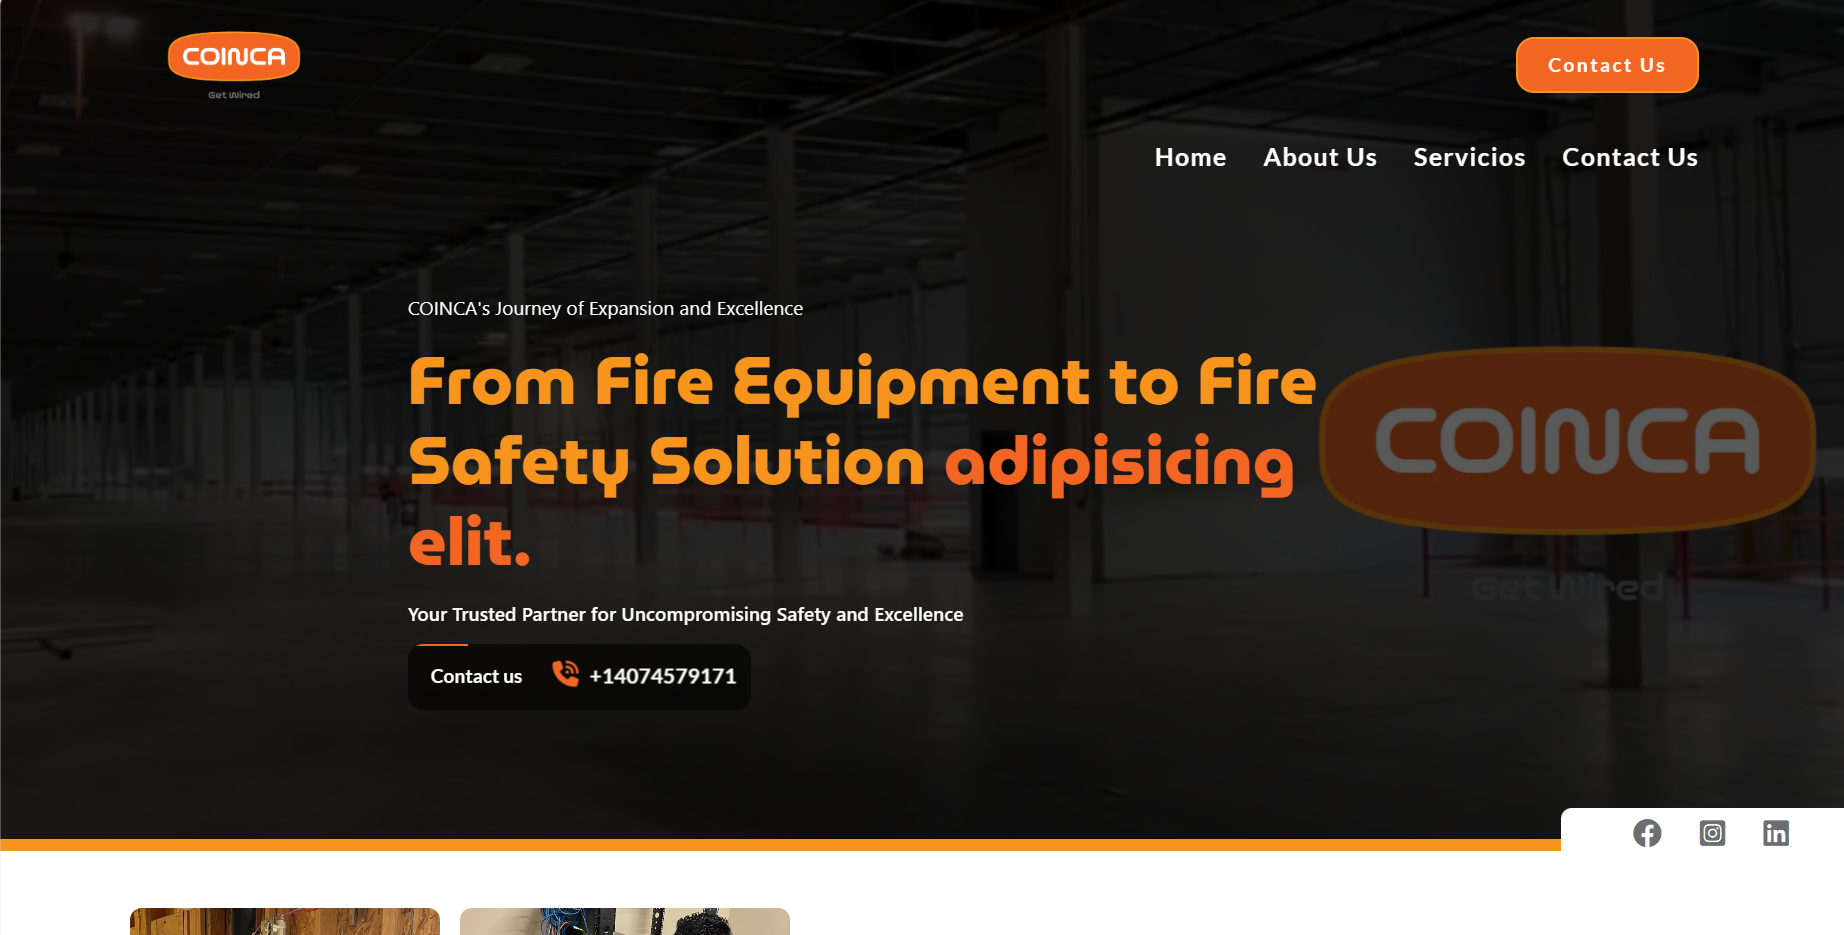 COINCA
Get Wired
Contact Us
Home About Us Servicios Contact Us
COINCA's Journey of Expansion and Excellence
From Fire Equipment to Fire
Safety Solution adipisicing
elit.
COINCA
Get Wired
Your Trusted Partner for Uncompromising Safety and Excellence
Contact us +14074579171